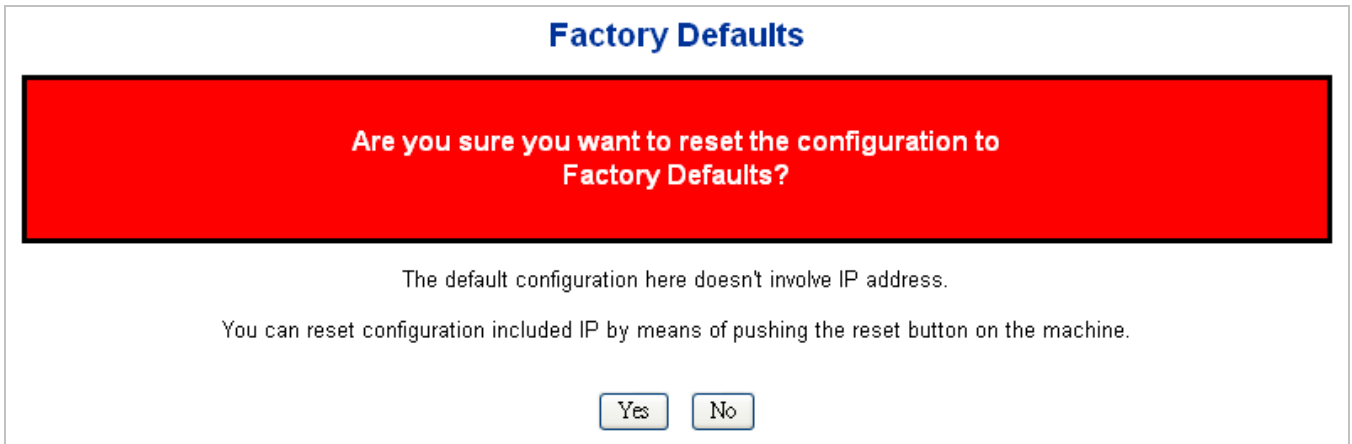 Factory Defaults
Are you sure you want to reset the configuration to
Factory Defaults?
The default configuration here doesn't involve IP address.
You can reset configuration included IP by means of pushing the reset button on the machine.
Yes No